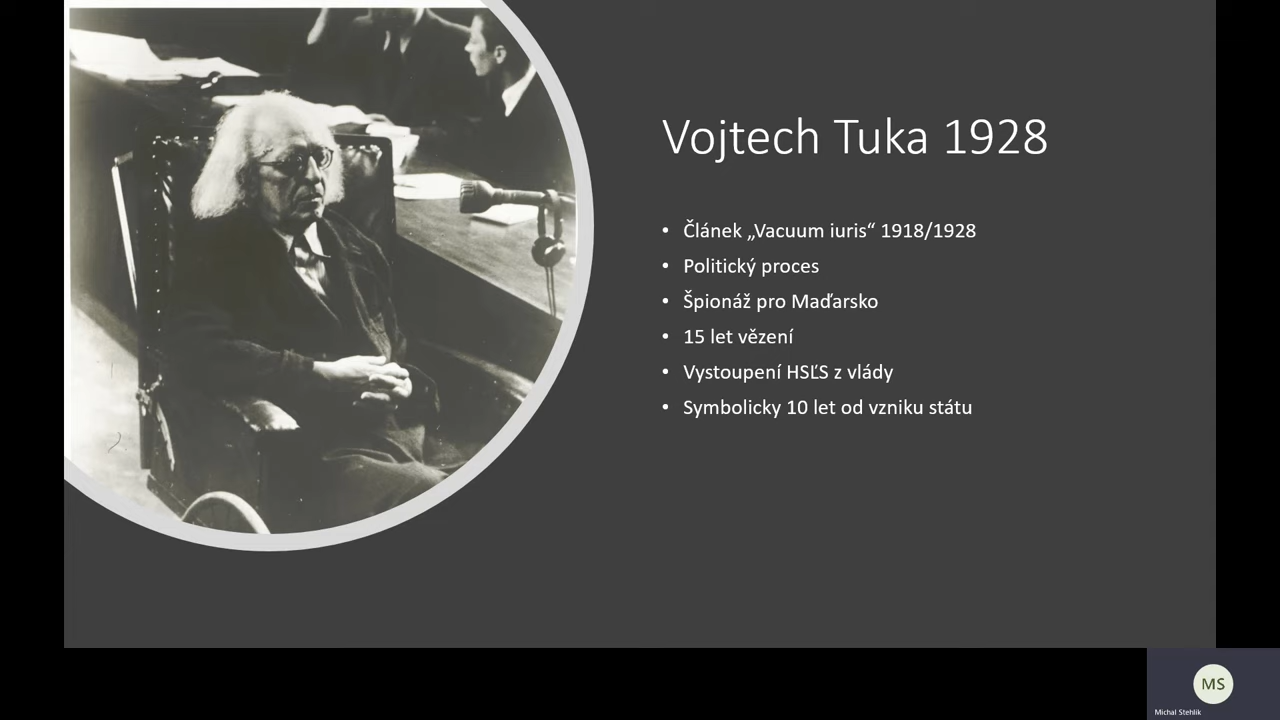 Vojtech Tuka 1928
• Článek „Vacuum iuris“ 1918/1928
• Politický proces
• Špionáž pro Maďarsko
• 15 let vězení
• Vystoupení HSĽS z vlády
• Symbolicky 10 let od vzniku státu
MS
Michal Stehlík